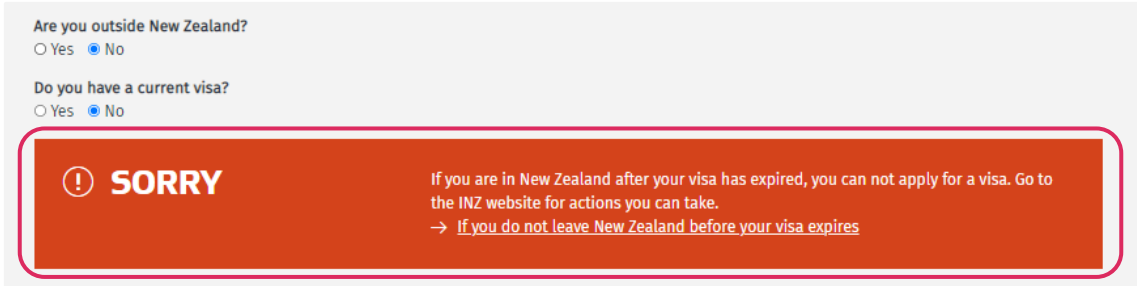 Are you outside New Zealand?
Yes No
Do you have a current visa?
Yes No
SORRY
If you are in New Zealand after your visa has expired, you can not apply for a visa. Go to
the INZ website for actions you can take.
→ If you do not leave New Zealand before your visa expires